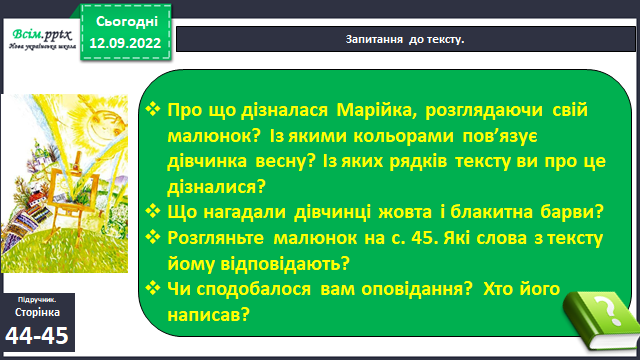 Всім.pptx
Нова українська школа
Сьогодні
12.09.2022
Запитання до тексту.
❖ Про що дізналася Марійка, розглядаючи свій
малюнок? Із якими кольорами пов’язує
дівчинка весну? Із яких рядків тексту ви про це
дізналися?
❖ Що нагадали дівчинці жовта і блакитна барви?
❖ Розгляньте малюнок на с. 45. Які слова з тексту
йому відповідають?
❖ Чи сподобалося вам оповідання? Хто його
написав?
Підручник.
Сторінка
44-45
?